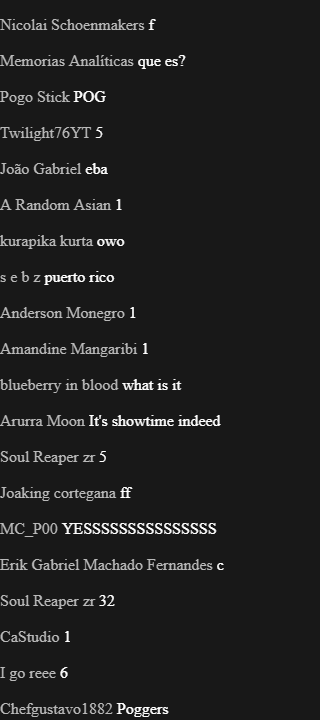 Nicolai Schoenmakers f
Memorias Analíticas que es?
Pogo Stick POG
Twilight76YT 5
João Gabriel eba
A Random Asian 1
kurapika kurta owo
s e b z puerto rico
Anderson Monegro 1
Amandine Mangaribi 1
blueberry in blood what is it
Arurra Moon It's showtime indeed
Soul Reaper zr 5
Joaking cortegana ff
MC_P00 YESSSSSSSSSSSSSSS
Erik Gabriel Machado Fernandes c
Soul Reaper zr 32
CaStudio 1
I go reee 6
Chefgustavo1882 Poggers